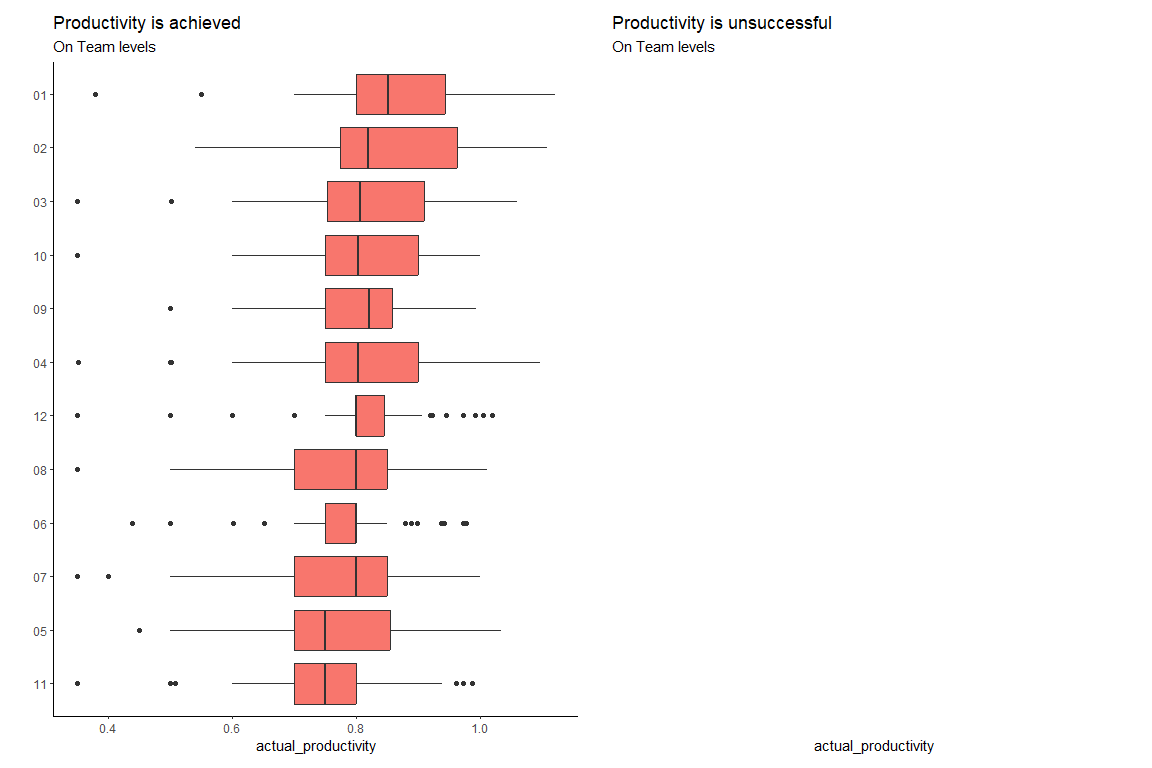 Productivity is achieved
On Team levels
01
02
03
10
09
04
12
08
06
07
05
11
0.4 0.6 0.8 1.0
actual_productivity
Productivity is unsuccessful
On Team levels
actual_productivity